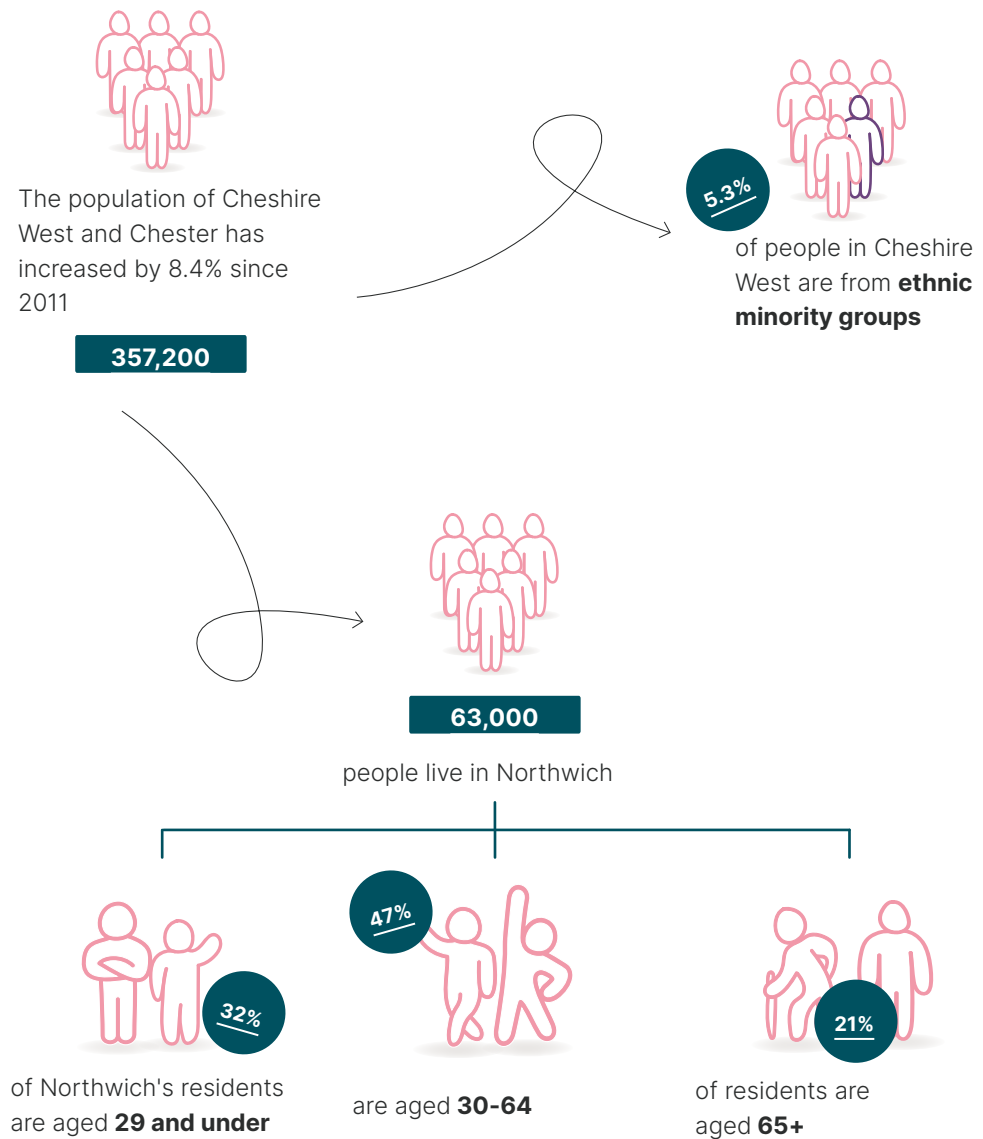 The population of Cheshire
West and Chester has
increased by 8.4% since
2011
357,200
5.3%
of people in Cheshire
West are from ethnic
minority groups
63,000
people live in Northwich
32%
of Northwich's residents
are aged 29 and under
47%
are aged 30-64
21%
of residents are
aged 65+